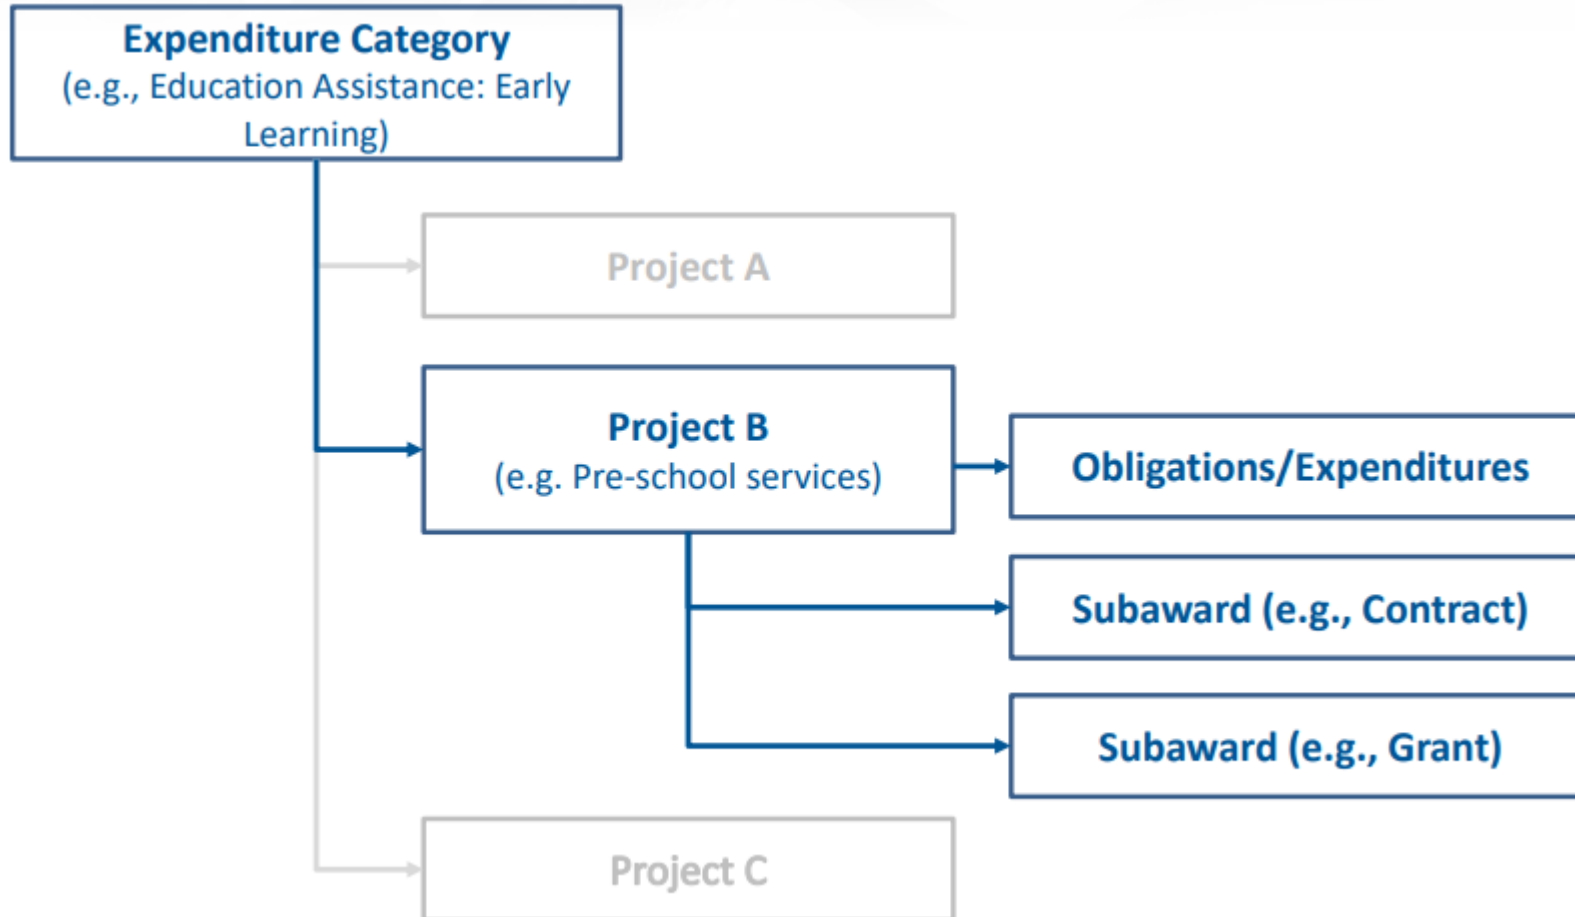 Expenditure Category
(e.g., Education Assistance: Early
Learning)
Project A
Project B
(e.g. Pre-school services)
Obligations/Expenditures
Subaward (e.g., Contract)
Subaward (e.g., Grant)
Project C